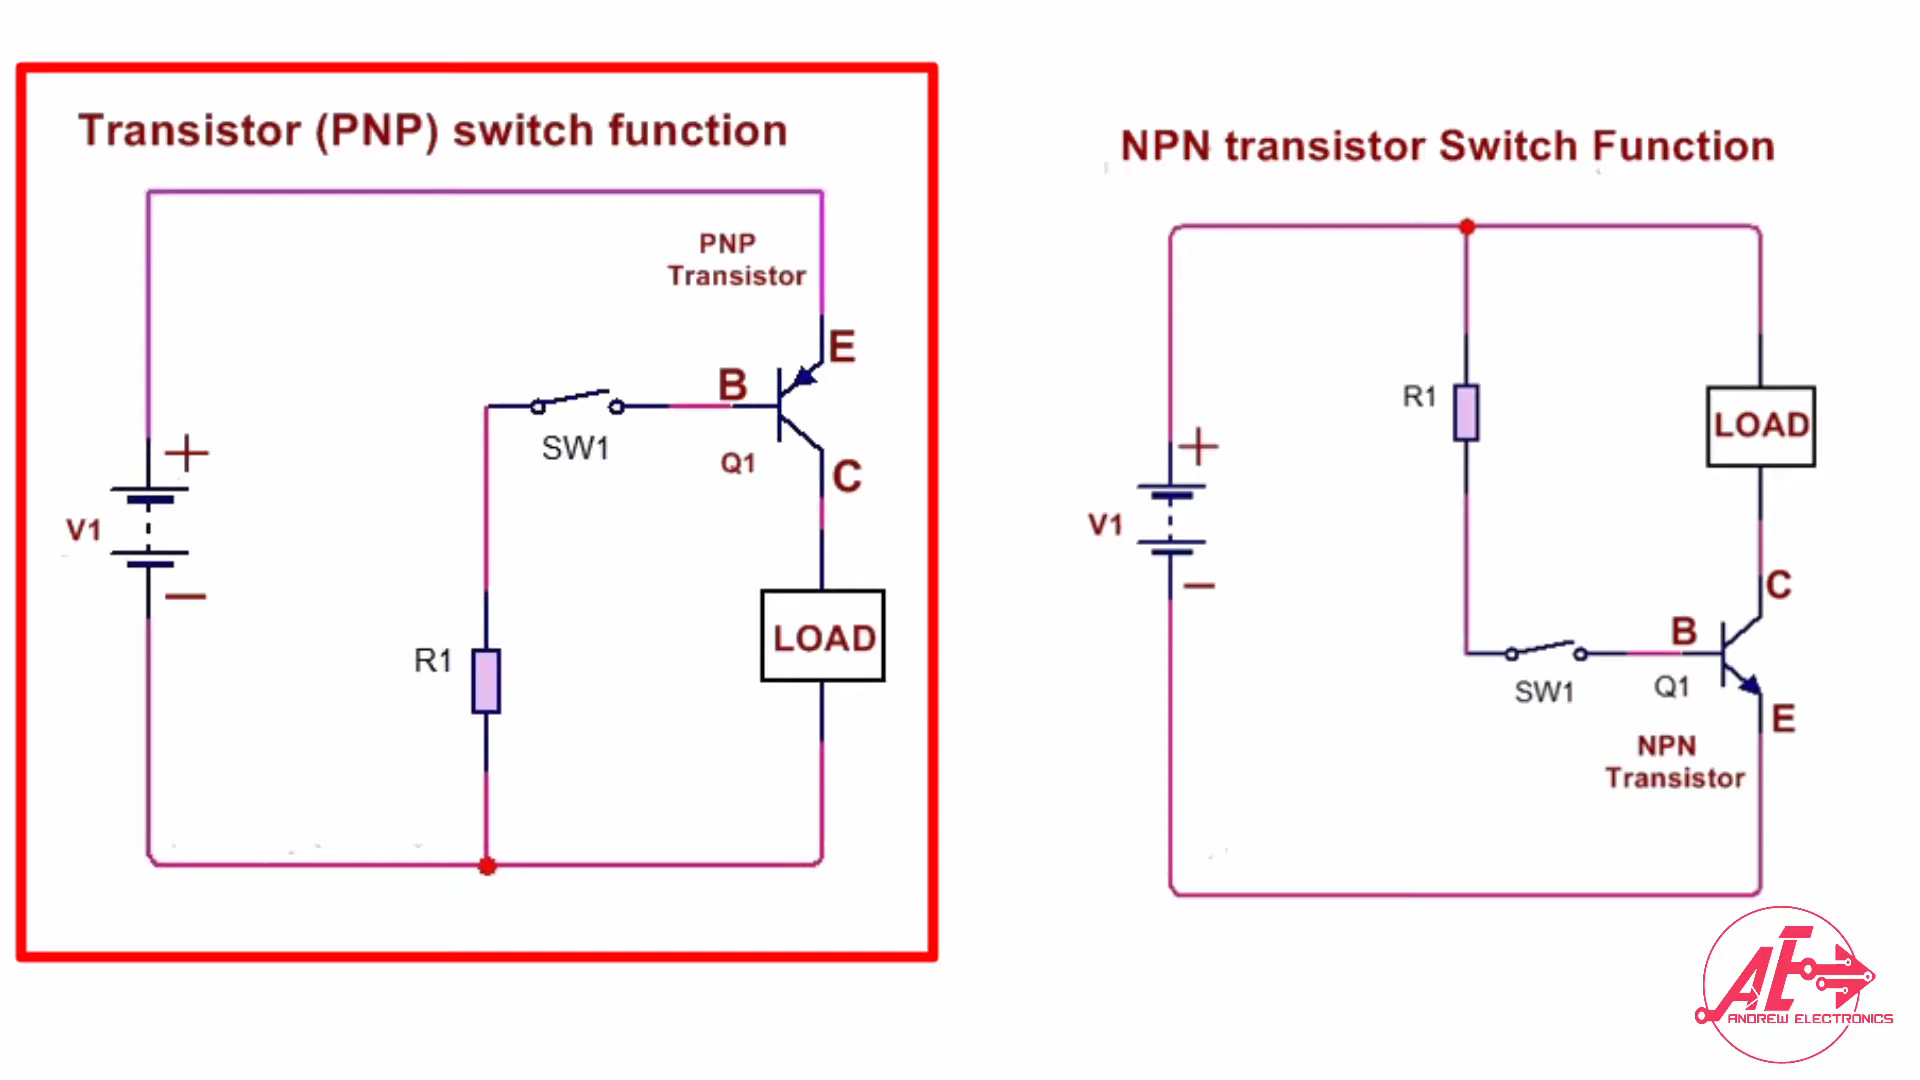 Transistor (PNP) switch function
PNP
Transistor
E
B
SW1
Q1
C
+
V1
−
R1
LOAD
NPN transistor Switch Function
R1
LOAD
+
V1
−
C
B
SW1
Q1
E
NPN
Transistor
AE
ANDREW ELECTRONICS